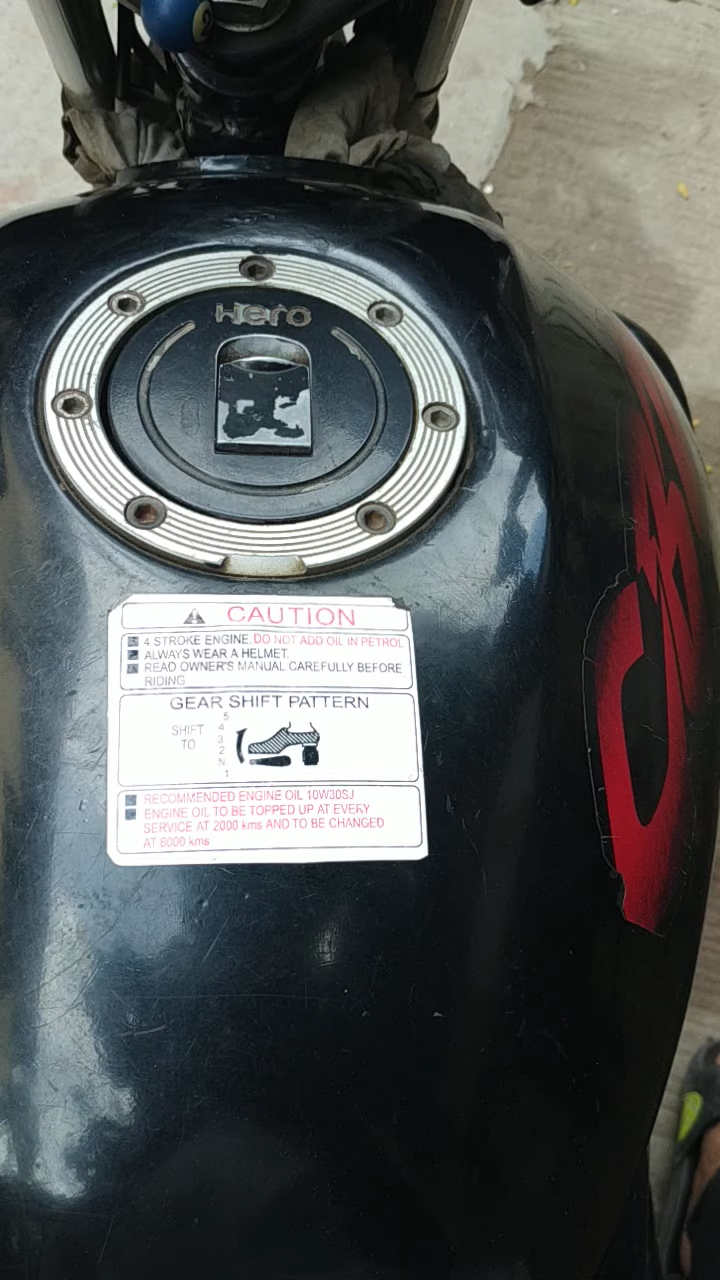 Hero
CAUTION
4 STROKE ENGINE. DO NOT ADD OIL IN PETROL
ALWAYS WEAR A HELMET.
READ OWNER'S MANUAL CAREFULLY BEFORE
RIDING
GEAR SHIFT PATTERN
SHIFT
TO
5
4
3
2
N
1
RECOMMENDED ENGINE OIL 10W30SJ
ENGINE OIL TO BE TOPPED UP AT EVERY
SERVICE AT 2000 kms AND TO BE CHANGED
AT 6000 kms